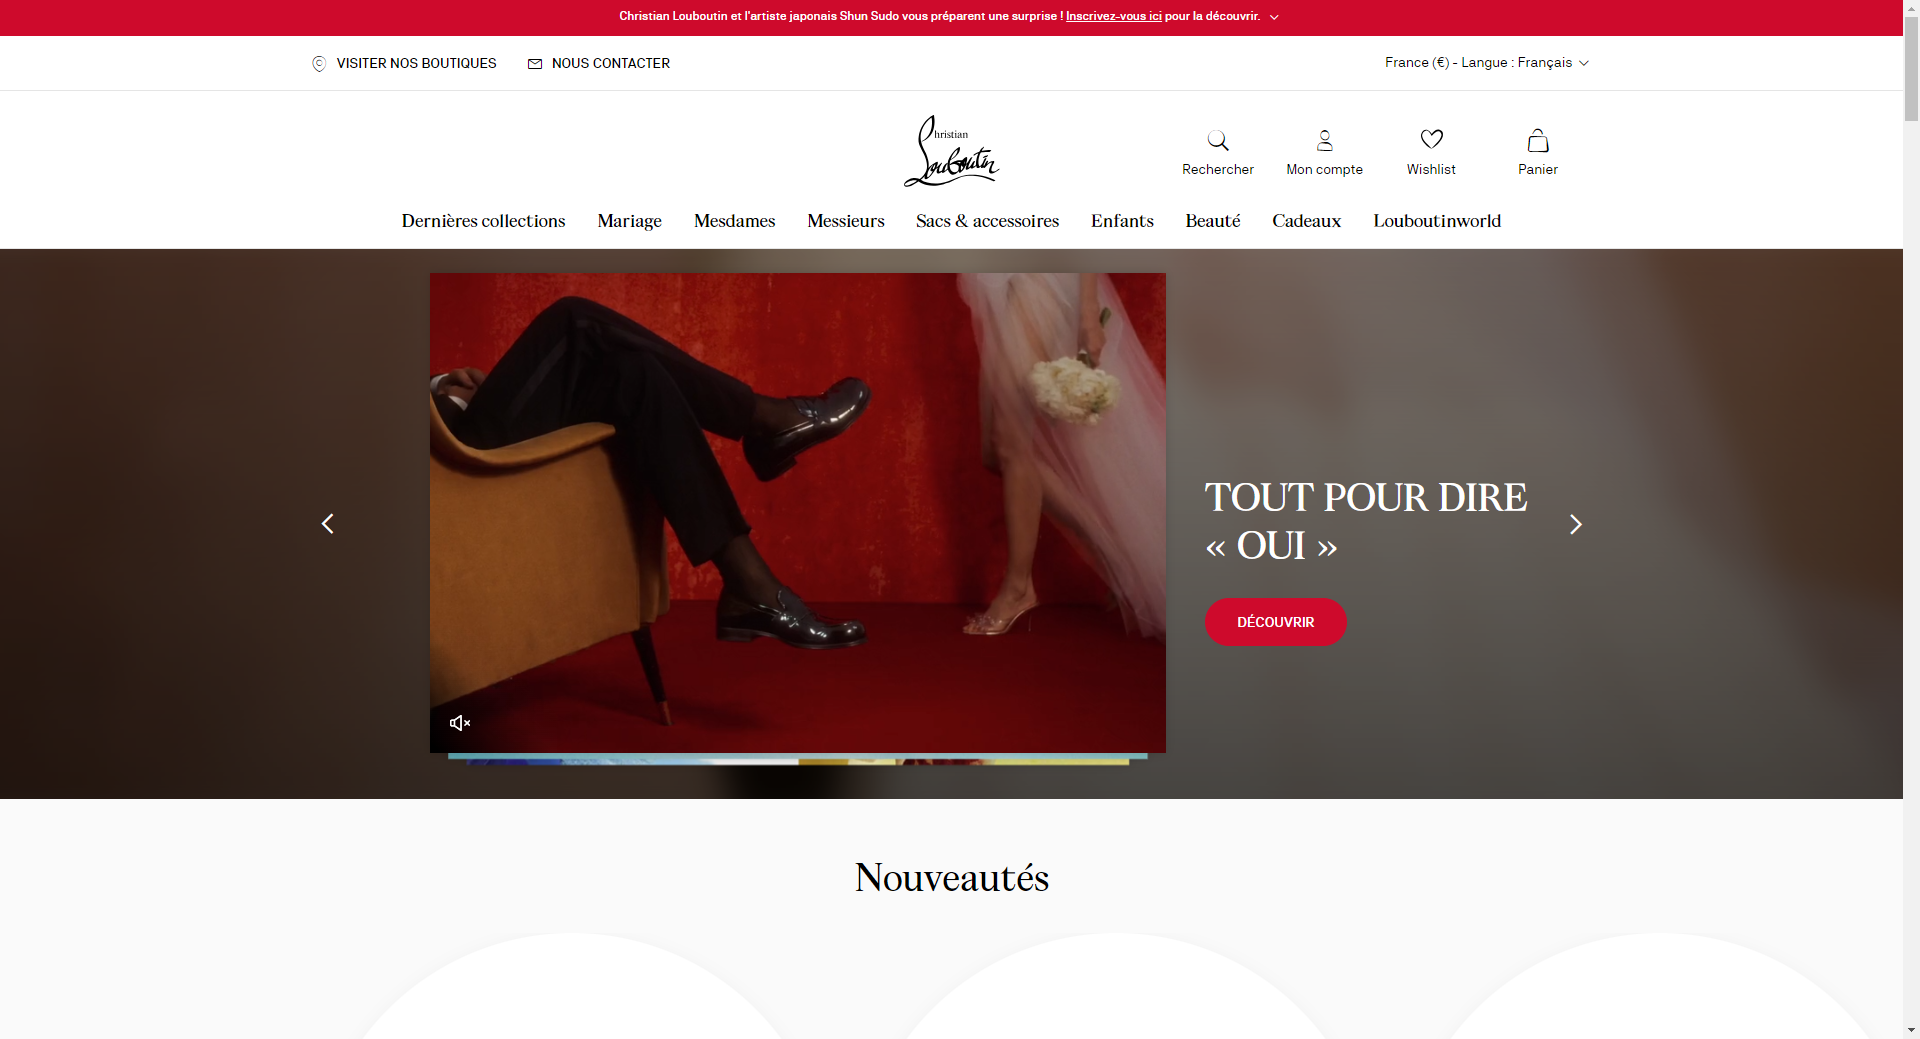 Christian Louboutin et l'artiste japonais Shun Sudo vous préparent une surprise ! Inscrivez-vous ici pour la découvrir.
VISITER NOS BOUTIQUES
NOUS CONTACTER
France (€) - Langue : Français
Christian
Louboutin
Rechercher
Mon compte
Wishlist
Panier
Dernières collections
Mariage
Mesdames
Messieurs
Sacs & accessoires
Enfants
Beauté
Cadeaux
Louboutinworld
TOUT POUR DIRE
« OUI »
DÉCOUVRIR
Nouveautés